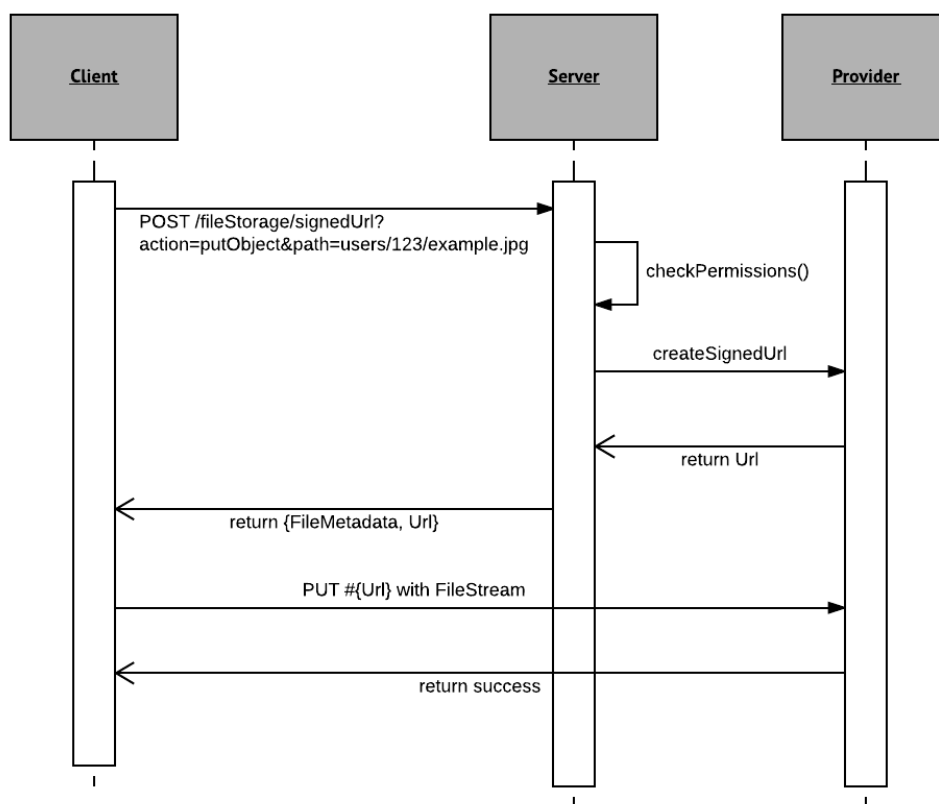 Client
Server
Provider
POST /fileStorage/signedUrl?
action=putObject&path=users/123/example.jpg
checkPermissions()
createSignedUrl
return Url
return {FileMetadata, Url}
PUT #{Url} with FileStream
return success